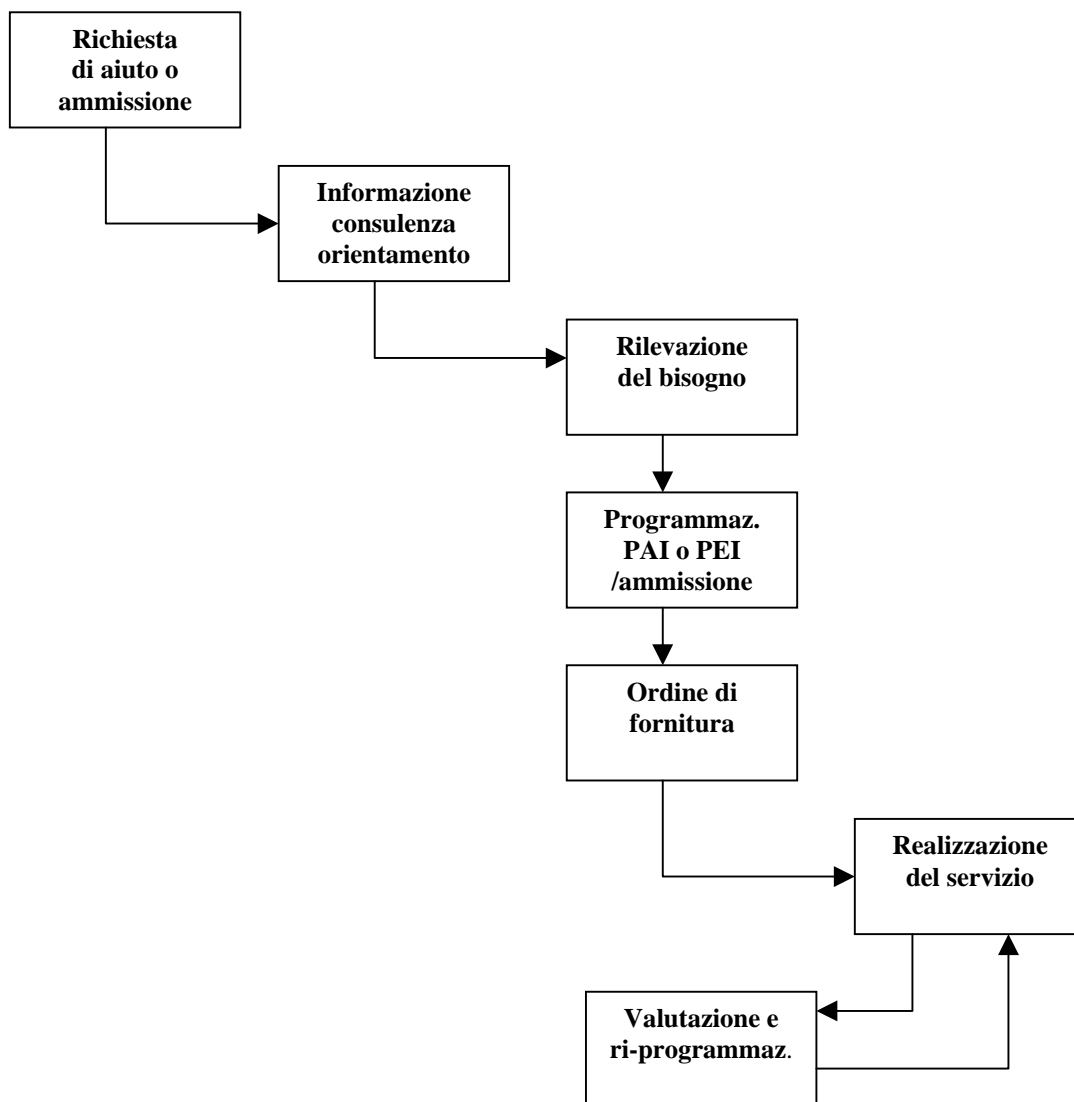 Richiesta
di aiuto o
ammissione
Informazione
consulenza
orientamento
Rilevazione
del bisogno
Programmaz.
PAI o PEI
/ammissione
Ordine di
fornitura
Realizzazione
del servizio
Valutazione e
ri-programmaz.